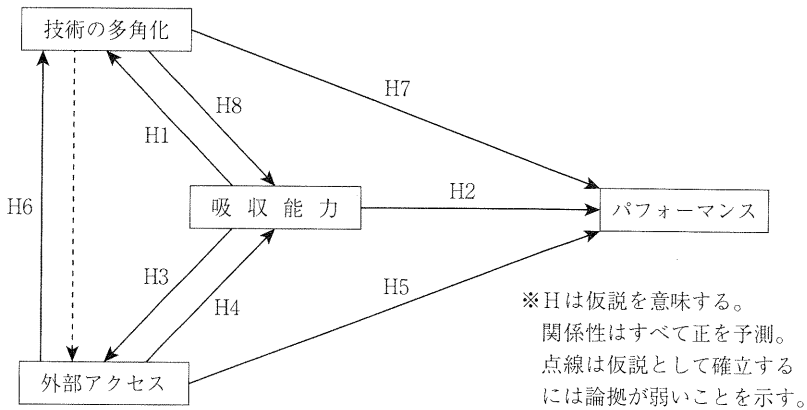 技術の多角化
H7
H8
H1
H6
吸収能力
H2
パフォーマンス
H3
H4
H5
※Hは仮説を意味する。
関係性はすべて正を予測。
点線は仮説として確立する
には論拠が弱いことを示す。
外部アクセス